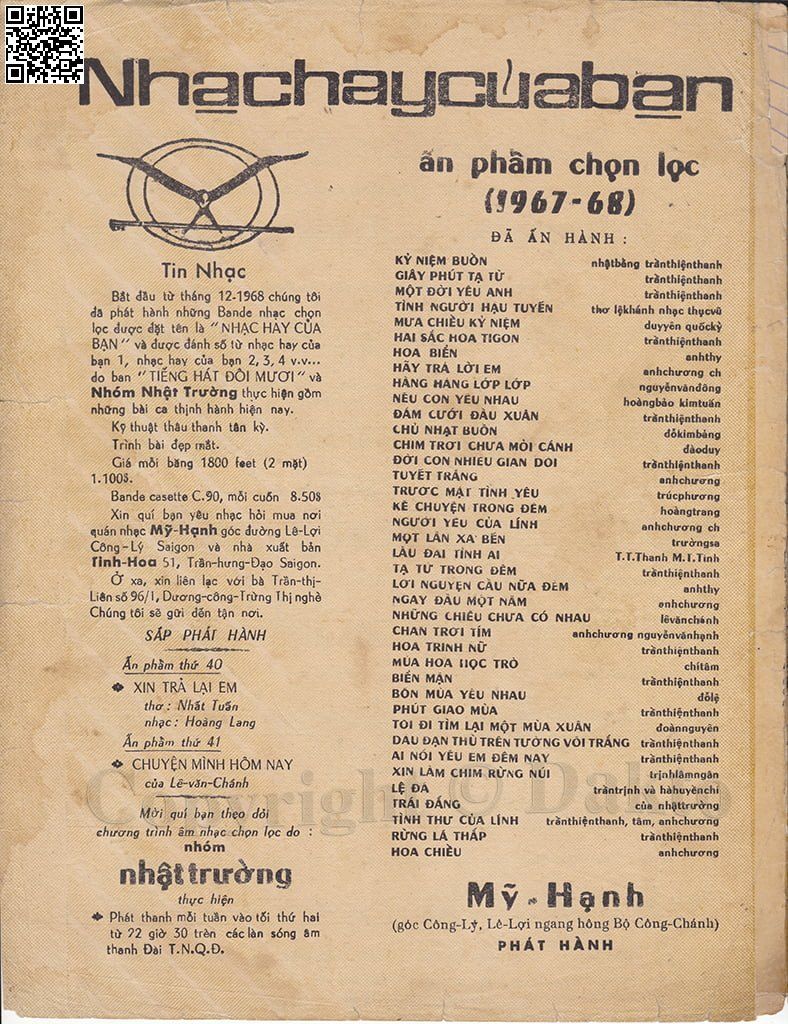 Nhạchaycủabạn
Tin Nhạc
Bắt đầu từ tháng 12-1968 chúng tôi
đã phát hành những Bande nhạc chọn
lọc được đặt tên là "NHẠC HAY CỦA
BẠN" và được đánh số từ nhạc hay của
bạn 1, nhạc hay của bạn 2, 3, 4 v.v...
do ban "TIẾNG HÁT ĐÔI MƯƠI" và
Nhóm Nhật Trường thực hiện gồm
những bài ca thịnh hành hiện nay.
Kỹ thuật thâu thanh tân kỳ.
Trình bài đẹp mắt.
Giá mỗi băng 1800 feet (2 mặt)
1.100$.
Bande casette C.90, mỗi cuốn 8.50$
Xin quí bạn yêu nhạc hỏi mua nơi
quán nhạc Mỹ-Hạnh góc đường Lê-Lợi
Công-Lý Saigon và nhà xuất bản
Tinh-Hoa 51, Trần-hưng-Đạo Saigon.
Ở xa, xin liên lạc với bà Trần-thị-
Liên số 96/1, Dương-công-Trừng Thị nghè
Chúng tôi sẽ gửi đến tận nơi.
SẮP PHÁT HÀNH
Ấn phẩm thứ 40
❖ XIN TRẢ LẠI EM
thơ : Nhất Tuấn
nhạc : Hoàng Lang
Ấn phẩm thứ 41
❖ CHUYỆN MÌNH HÔM NAY
của Lê-văn-Chánh
Mời quí bạn theo dõi
chương trình âm nhạc chọn lọc do :
nhóm
nhậttrường
thực hiện
❖ Phát thanh mỗi tuần vào tối thứ hai
từ 22 giờ 30 trên các làn sóng âm
thanh Đài T.N.Q.Đ.
ấn phẩm chọn lọc
(1967-68)
ĐÃ ẤN HÀNH :
KỶ NIỆM BUỒN nhậtbằng trầnthiệnthanh
GIÂY PHÚT TẠ TỪ trầnthiệnthanh
MỘT ĐỜI YÊU ANH trầnthiệnthanh
TÌNH NGƯỜI HẬU TUYẾN thơ lệkhánh nhạc thụcvũ
MƯA CHIỀU KỶ NIỆM duyyên quốckỳ
HAI SẮC HOA TIGON trầnthiệnthanh
HOA BIỂN anhthy
HÃY TRẢ LỜI EM anhchương ch
HÀNG HÀNG LỚP LỚP nguyễnvănđông
NẾU CON YÊU NHAU hoàngbảo kimtuấn
ĐÁM CƯỚI ĐẦU XUÂN trầnthiệnthanh
CHỦ NHẬT BUỒN đỗkimbảng
CHIM TRỜI CHƯA MỎI CÁNH đàoduy
ĐỜI CON NHIỀU GIAN DỐI trầnthiệnthanh
TUYẾT TRẮNG anhchương
TRƯỚC MẶT TÌNH YÊU trúcphương
KỂ CHUYỆN TRONG ĐÊM hoàngtrang
NGƯỜI YÊU CỦA LÍNH anhchương ch
MỘT LẦN XA BẾN trườngsa
LÂU ĐÀI TÌNH ÁI T.T.Thanh M.T.Tinh
TẠ TỪ TRONG ĐÊM trầnthiệnthanh
LỜI NGUYỆN CẦU NỬA ĐÊM anhthy
NGÀY ĐẦU MỘT NĂM anhchương
NHỮNG CHIỀU CHƯA CÓ NHAU lêvănchánh
CHÂN TRỜI TÍM anhchương nguyễnvănhạnh
HOA TRINH NỮ trầnthiệnthanh
MÙA HOA HỌC TRÒ chítâm
BIỂN MẶN trầnthiệnthanh
BỐN MÙA YÊU NHAU đỗlệ
PHÚT GIAO MÙA trầnthiệnthanh
TÔI ĐI TÌM LẠI MỘT MÙA XUÂN đoànnguyên
DẤU ĐẠN THÙ TRÊN TƯỜNG VÔI TRẮNG trầnthiệnthanh
AI NÓI YÊU EM ĐÊM NAY trầnthiệnthanh
XIN LÀM CHIM RỪNG NÚI trịnhlâmngân
LỆ ĐÁ trầntrịnh và hàhuyềnchi
TRÁI ĐẮNG của nhậttrường
TÌNH THƯ CỦA LÍNH trầnthiệnthanh, tâm, anhchương
RỪNG LÁ THẤP trầnthiệnthanh
HOA CHIỀU anhchương
Mỹ-Hạnh
(góc Công-Lý, Lê-Lợi ngang hông Bộ Công-Chánh)
PHÁT HÀNH